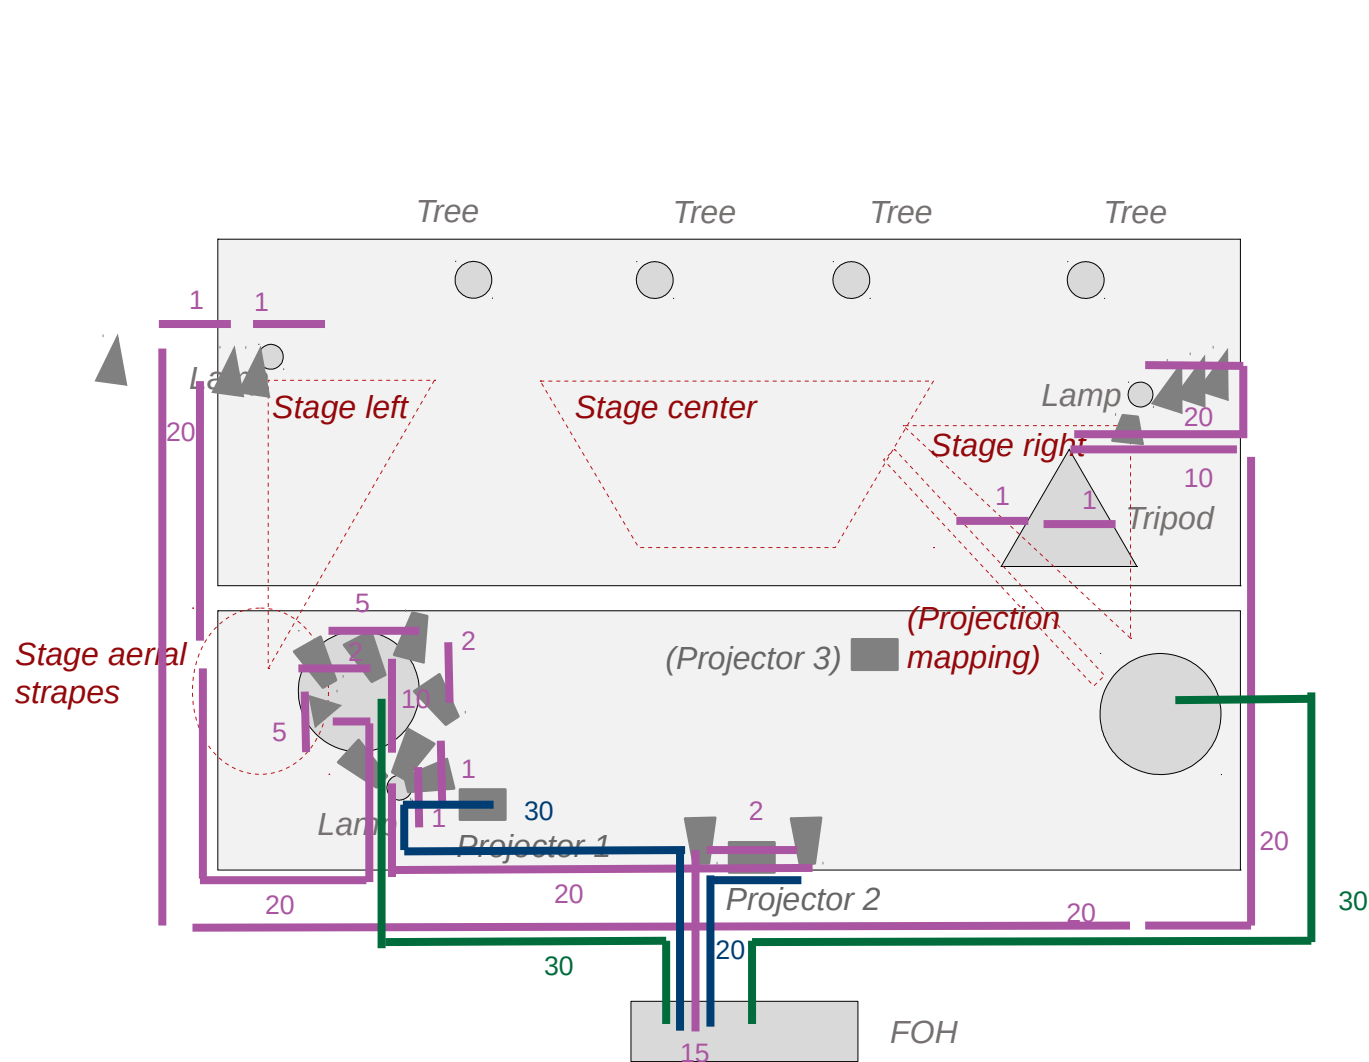 Tree
Tree
Tree
Tree
1
1
Lamp
Stage left
Stage center
Lamp
20
20
Stage right
10
1
1
Tripod
5
(Projection
mapping)
2
2
Stage aerial
strapes
(Projector 3)
10
5
1
1
30
2
Lamp
Projector 1
20
20
20
Projector 2
20
30
30
20
FOH
15